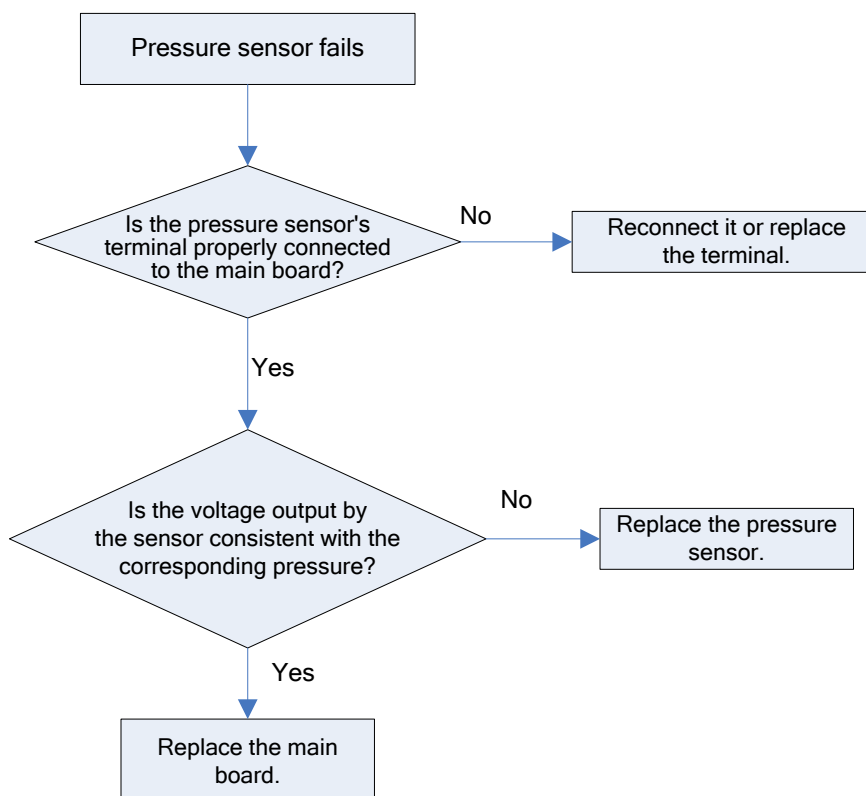 Pressure sensor fails
Is the pressure sensor's
terminal properly connected
to the main board?
No
Reconnect it or replace
the terminal.
Yes
Is the voltage output by
the sensor consistent with the
corresponding pressure?
No
Replace the pressure
sensor.
Yes
Replace the main
board.